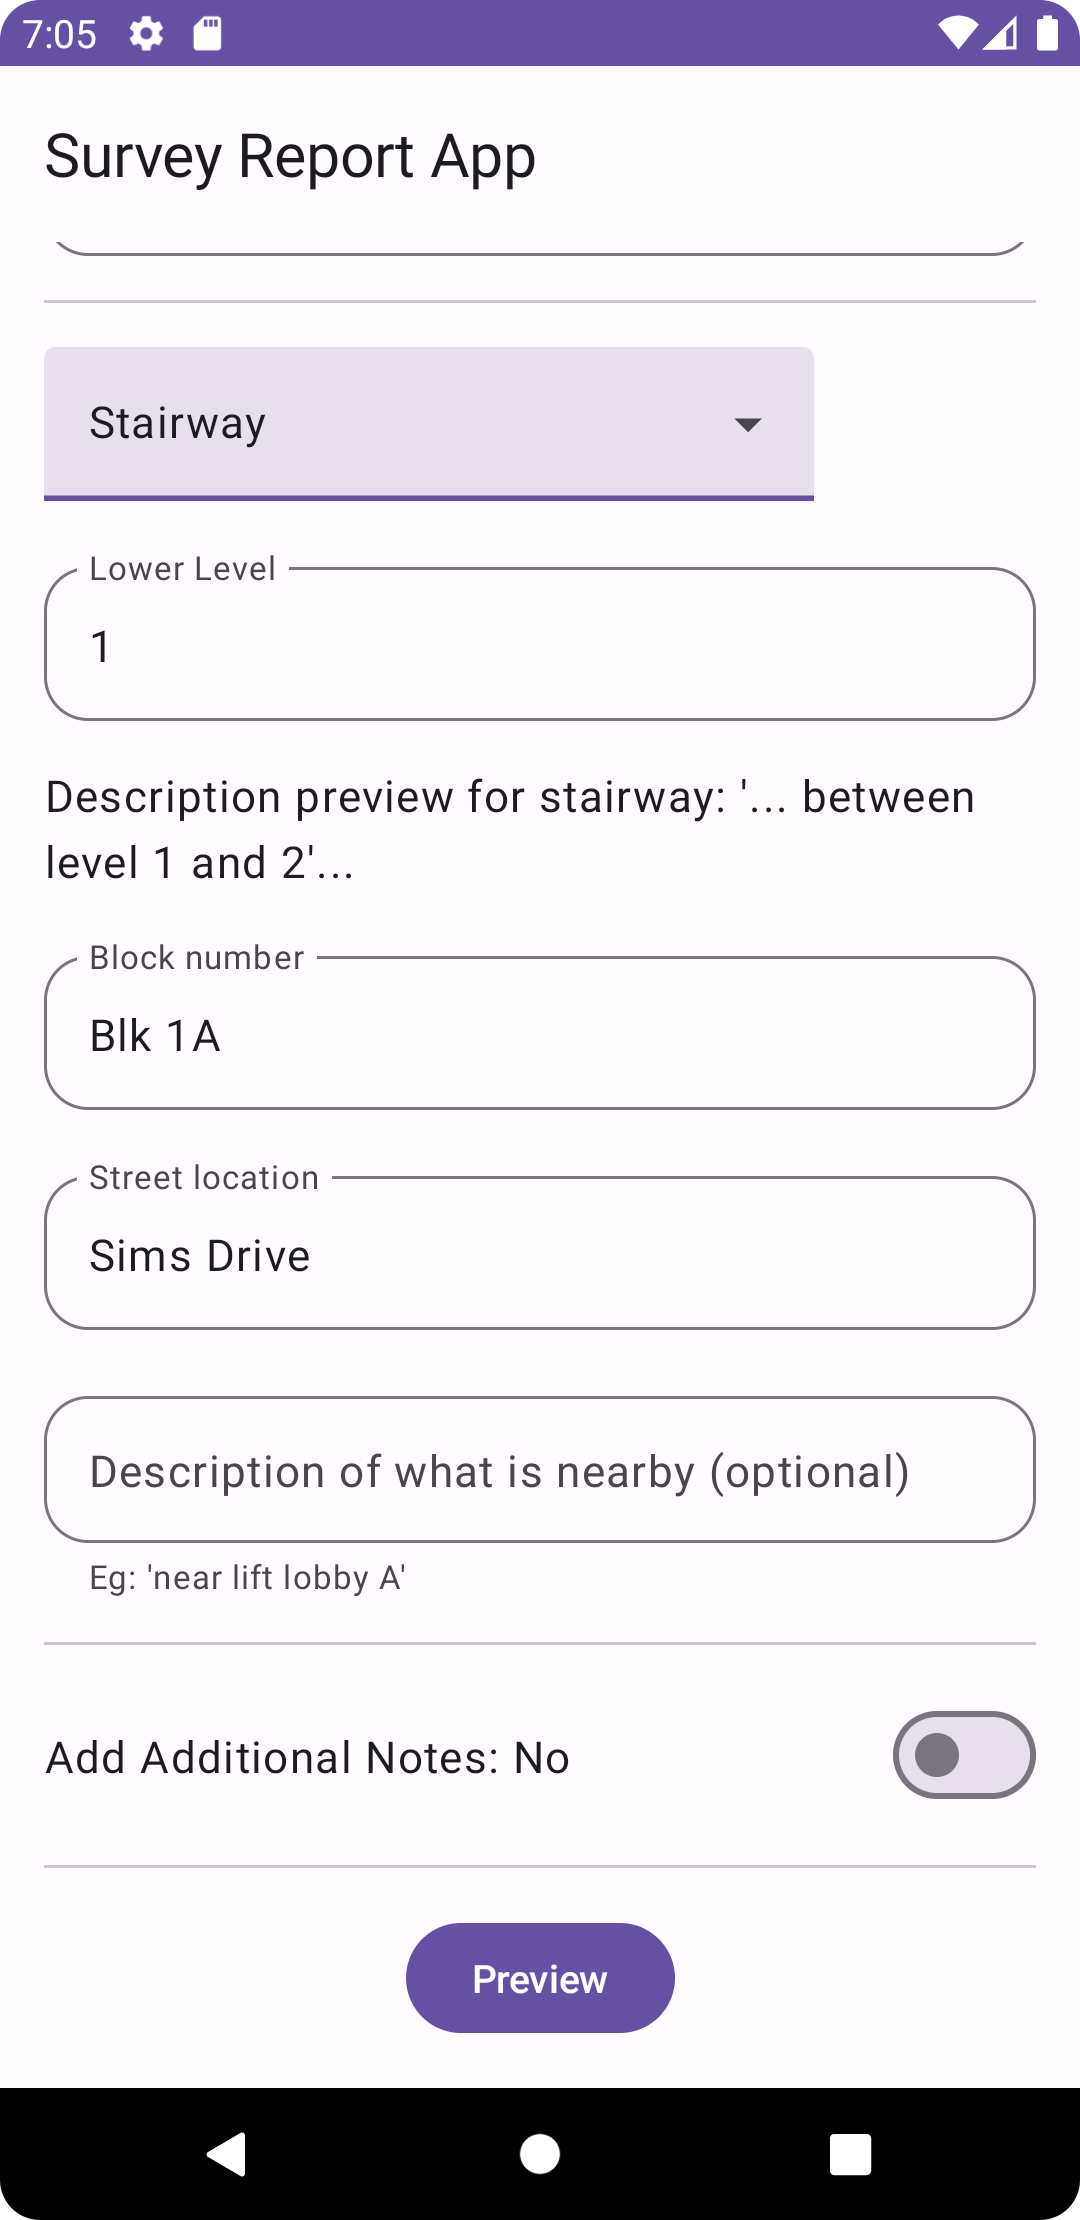 7:05
Survey Report App
Stairway
Lower Level
1
Description preview for stairway: '... between
level 1 and 2'...
Block number
Blk 1A
Street location
Sims Drive
Description of what is nearby (optional)
Eg: 'near lift lobby A'
Add Additional Notes: No
Preview